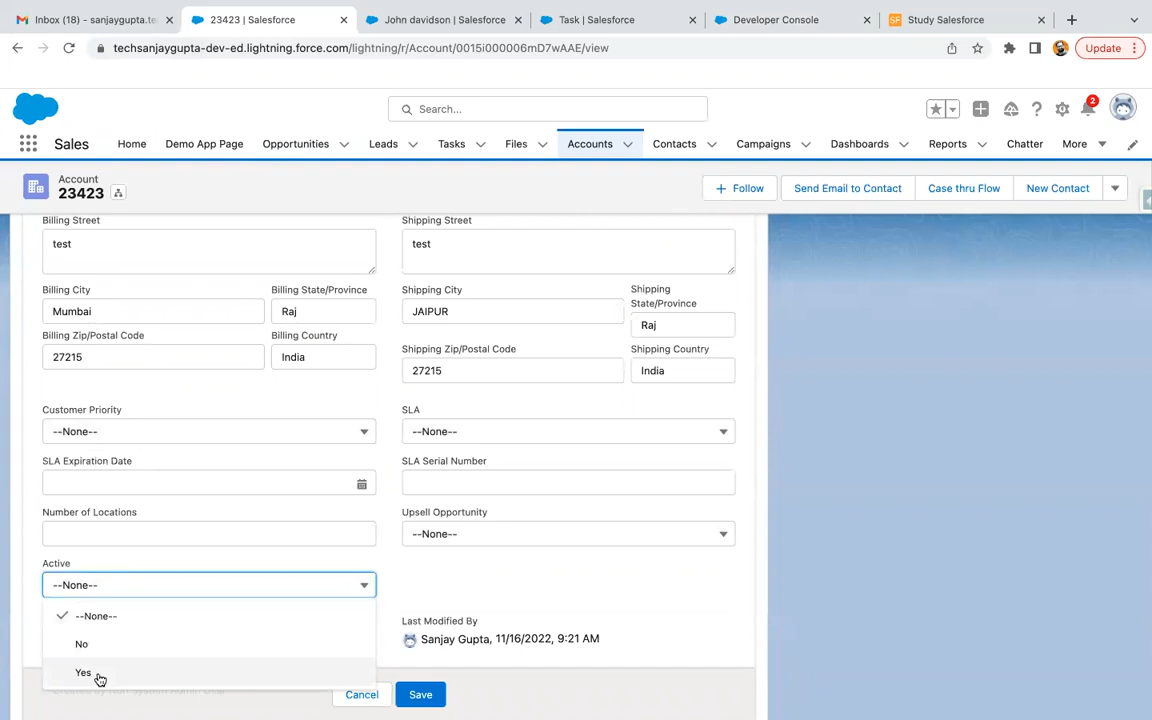 Inbox (19) - sanjaygupta.te
23423 | Salesforce
John davidson | Salesforce
Task | Salesforce
Developer Console
SF Study Salesforce
techsanjaygupta-dev-ed.lightning.force.com/lightning/r/Account/0015i000006mD7wAAE/view
Update
Search...
2
Sales
Home
Demo App Page
Opportunities
Leads
Tasks
Files
Accounts
Contacts
Campaigns
Dashboards
Reports
Chatter
More
Account
23423
+ Follow
Send Email to Contact
Case thru Flow
New Contact
Billing Street
Shipping Street
test
test
Billing City
Billing State/Province
Shipping City
Shipping
State/Province
Mumbai
Raj
JAIPUR
Raj
Billing Zip/Postal Code
Billing Country
Shipping Zip/Postal Code
Shipping Country
27215
India
27215
India
Customer Priority
SLA
--None--
--None--
SLA Expiration Date
SLA Serial Number
Number of Locations
Upsell Opportunity
--None--
Active
--None--
--None--
No
Yes
Last Modified By
Sanjay Gupta, 11/16/2022, 9:21 AM
Cancel
Save